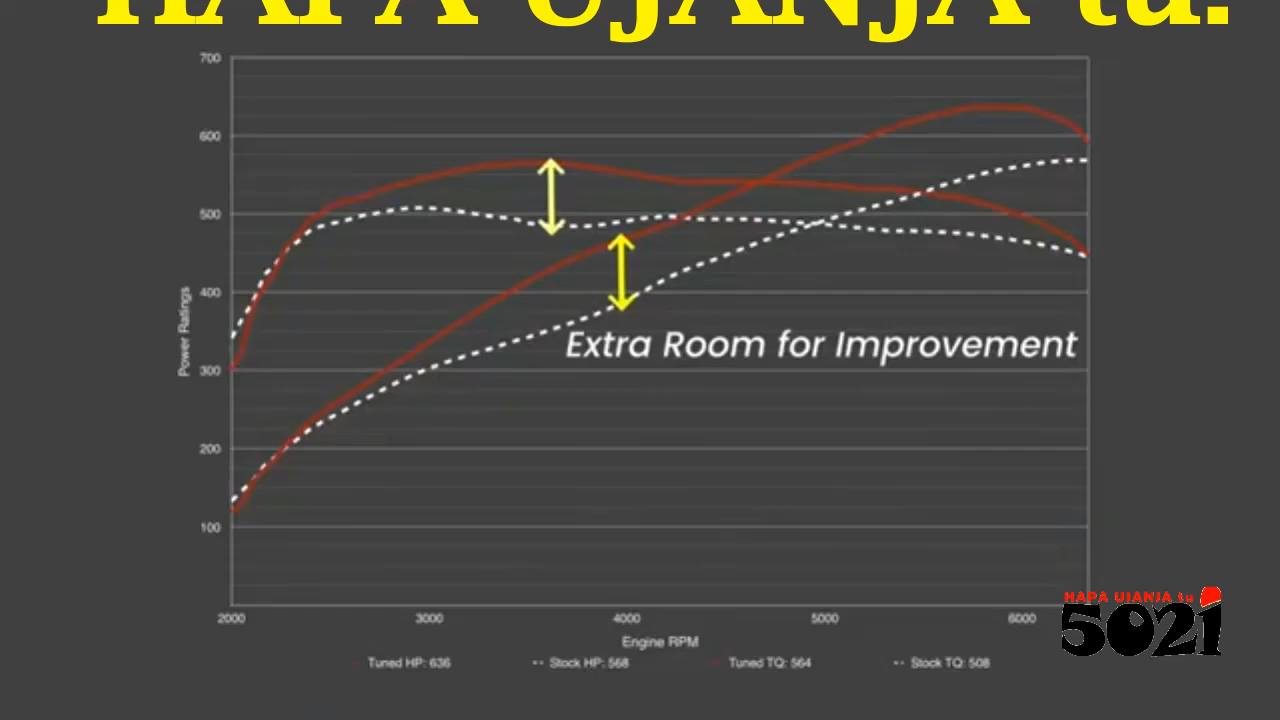 HAPA UJANJA tu.
700
600
500
400
300
200
100
Power Ratings
Extra Room for Improvement
2000 3000 4000 5000 6000
Engine RPM
Tuned HP: 636 Stock HP: 568 Tuned TQ: 564 Stock TQ: 508
HAPA UJANJA tu
5021